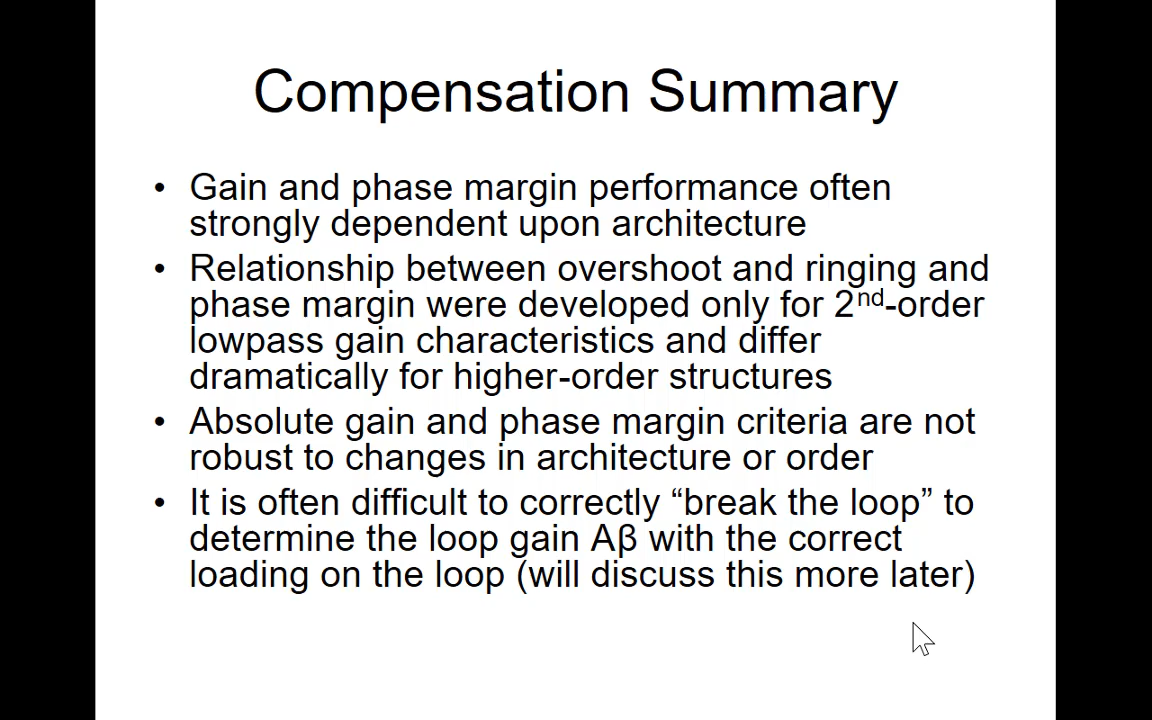 Compensation Summary
• Gain and phase margin performance often
strongly dependent upon architecture
• Relationship between overshoot and ringing and
phase margin were developed only for 2nd-order
lowpass gain characteristics and differ
dramatically for higher-order structures
• Absolute gain and phase margin criteria are not
robust to changes in architecture or order
• It is often difficult to correctly “break the loop” to
determine the loop gain Aβ with the correct
loading on the loop (will discuss this more later)